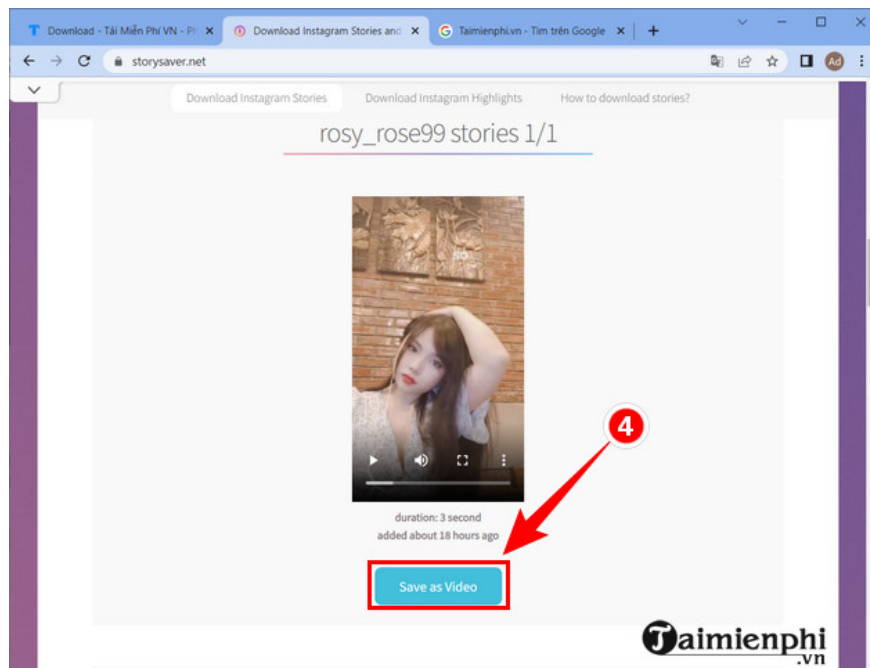 Download - Tải Miễn Phí VN - P
Download Instagram Stories and
Taimienphi.vn - Tìm trên Google
storysaver.net
Ad
Download Instagram Stories
Download Instagram Highlights
How to download stories?
rosy_rose99 stories 1/1
4
duration: 3 second
added about 18 hours ago
Save as Video
Taimienphi
.vn